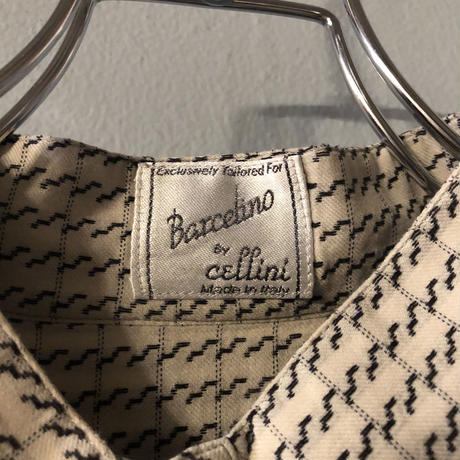 Exclusively Tailored For
Barcelino
By
cellini
Made in Italy